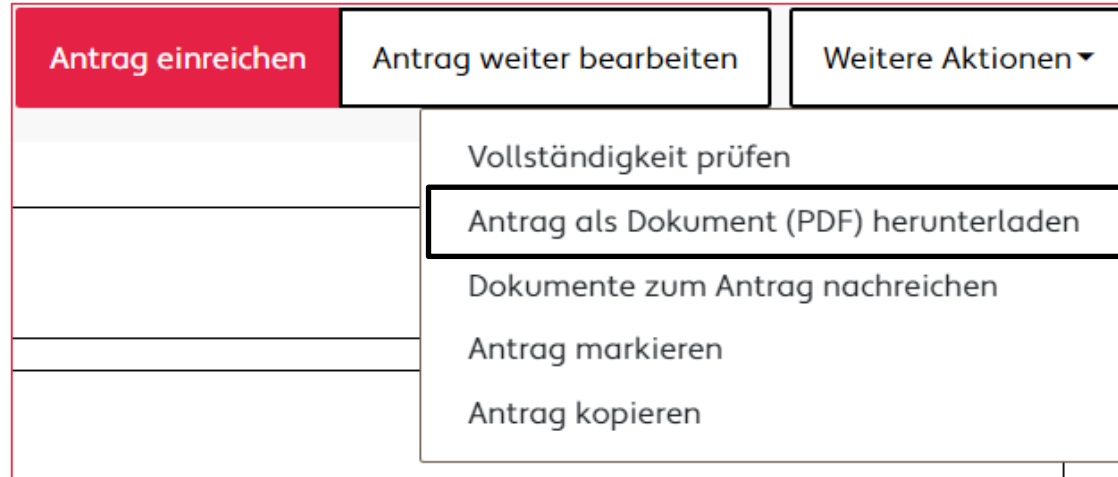 Antrag einreichen
Antrag weiter bearbeiten
Weitere Aktionen
Vollständigkeit prüfen
Antrag als Dokument (PDF) herunterladen
Dokumente zum Antrag nachreichen
Antrag markieren
Antrag kopieren